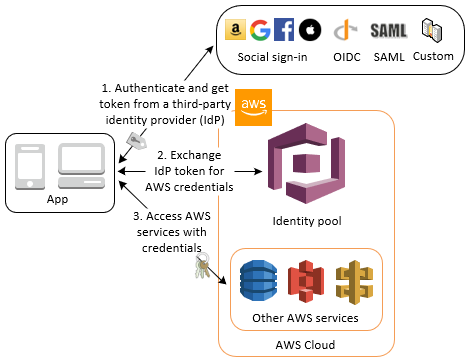 a
G
f
SAML
Social sign-in
OIDC
SAML
Custom
1. Authenticate and get
token from a third-party
identity provider (IdP)
aws
2. Exchange
IdP token for
AWS credentials
App
Identity pool
3. Access AWS
services with
credentials
Other AWS services
AWS Cloud